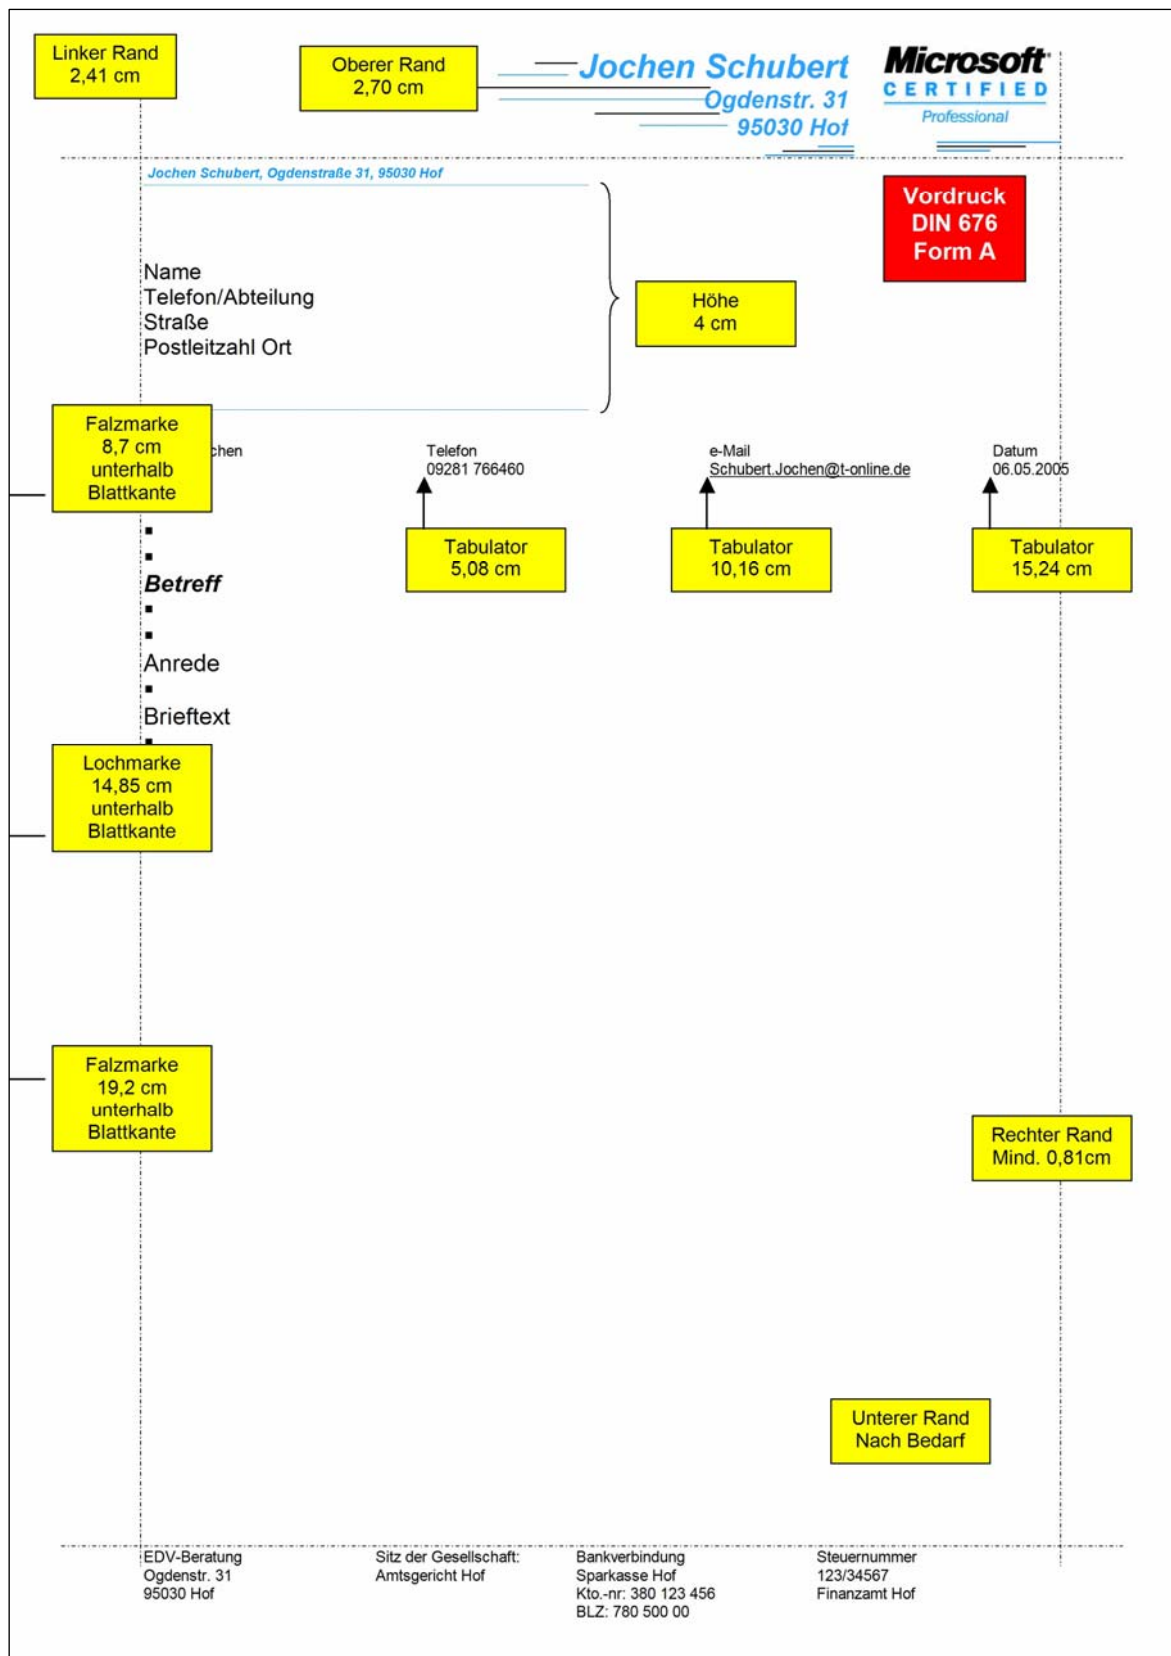 Linker Rand
2,41 cm
Oberer Rand
2,70 cm
Jochen Schubert
Ogdenstr. 31
95030 Hof
Microsoft
CERTIFIED
Professional
Jochen Schubert, Ogdenstraße 31, 95030 Hof
Vordruck
DIN 676
Form A
Name
Telefon/Abteilung
Straße
Postleitzahl Ort
Höhe
4 cm
Falzmarke
8,7 cm
unterhalb
Blattkante
chen
Telefon
09281 766460
e-Mail
Schubert.Jochen@t-online.de
Datum
06.05.2005
Tabulator
5,08 cm
Tabulator
10,16 cm
Tabulator
15,24 cm
Betreff
Anrede
Brieftext
Lochmarke
14,85 cm
unterhalb
Blattkante
Falzmarke
19,2 cm
unterhalb
Blattkante
Rechter Rand
Mind. 0,81cm
Unterer Rand
Nach Bedarf
EDV-Beratung
Ogdenstr. 31
95030 Hof
Sitz der Gesellschaft:
Amtsgericht Hof
Bankverbindung
Sparkasse Hof
Kto.-nr: 380 123 456
BLZ: 780 500 00
Steuernummer
123/34567
Finanzamt Hof